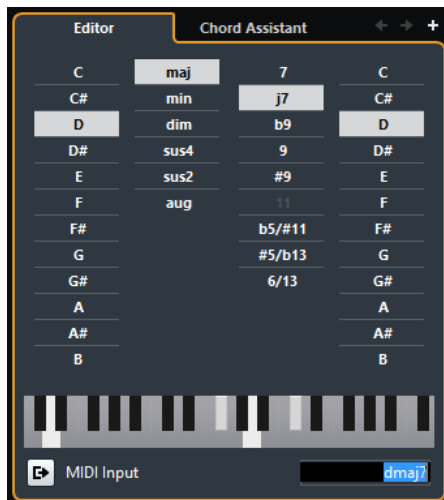 Editor Chord Assistant
C maj 7 C
C# min j7 C#
D dim b9 D
D# sus4 9 D#
E sus2 #9 E
F aug 11 F
F# b5/#11 F#
G #5/b13 G
G# 6/13 G#
A A
A# A#
B B
MIDI Input dmaj7